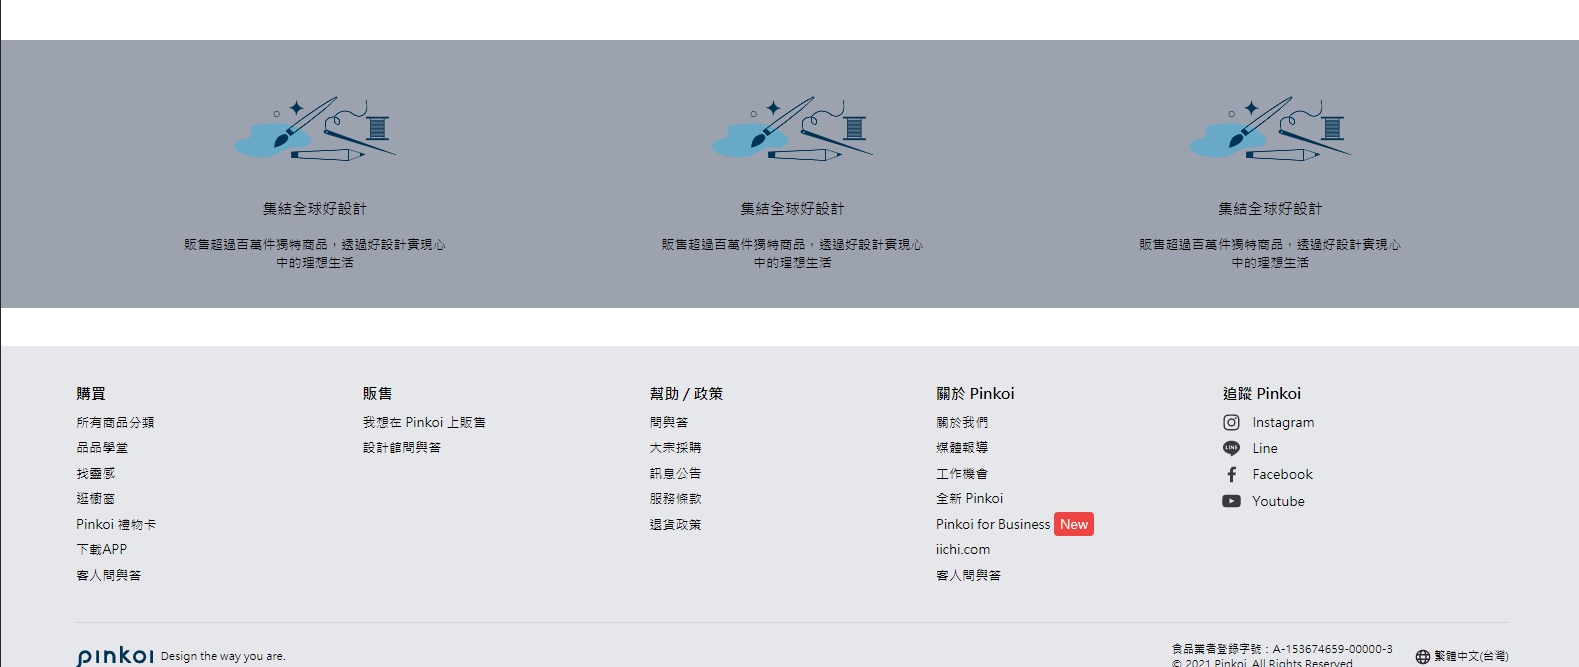 集結全球好設計
販售超過百萬件獨特商品，透過好設計實現心
中的理想生活
集結全球好設計
販售超過百萬件獨特商品，透過好設計實現心
中的理想生活
集結全球好設計
販售超過百萬件獨特商品，透過好設計實現心
中的理想生活
購買
所有商品分類
品品學堂
找靈感
逛櫥窗
Pinkoi 禮物卡
下載APP
客人問與答
販售
我想在 Pinkoi 上販售
設計館問與答
幫助 / 政策
問與答
大宗採購
訊息公告
服務條款
退貨政策
關於 Pinkoi
關於我們
媒體報導
工作機會
全新 Pinkoi
Pinkoi for Business New
iichi.com
客人問與答
追蹤 Pinkoi
Instagram
LINE Line
Facebook
Youtube
pinkoi Design the way you are.
食品業者登錄字號：A-153674659-00000-3
© 2021 Pinkoi. All Rights Reserved.
繁體中文(台灣)